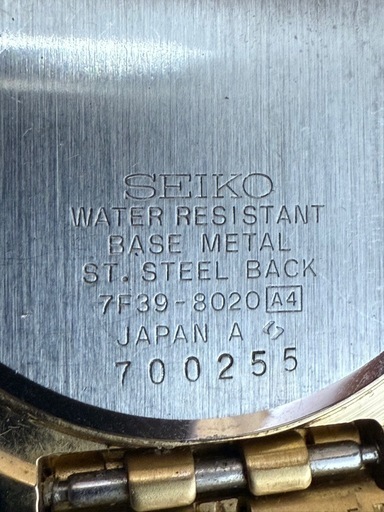 SEIKO
WATER RESISTANT
BASE METAL
ST. STEEL BACK
7F39-8020 A4
JAPAN A
700255